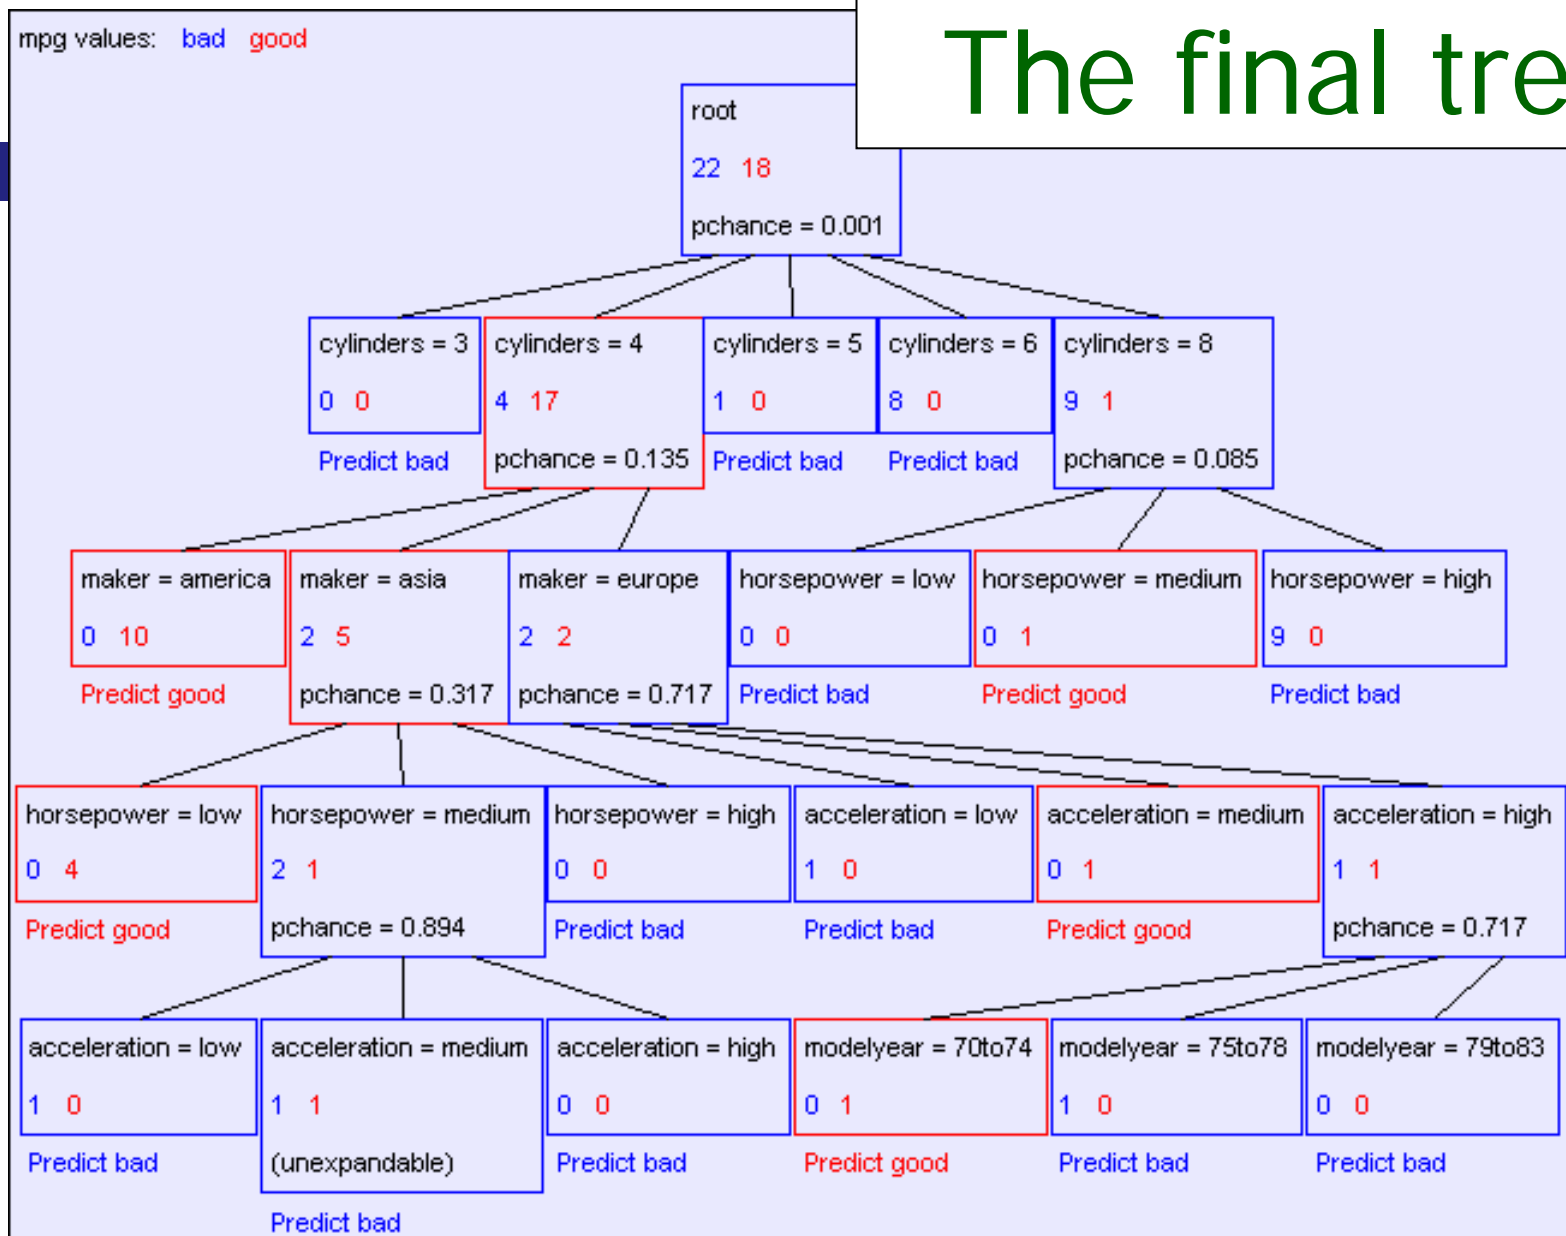 mpg values: bad good
The final tre
root
22 18
pchance = 0.001
cylinders = 3
0 0
Predict bad
cylinders = 4
4 17
pchance = 0.135
cylinders = 5
1 0
Predict bad
cylinders = 6
8 0
Predict bad
cylinders = 8
9 1
pchance = 0.085
maker = america
0 10
Predict good
maker = asia
2 5
pchance = 0.317
maker = europe
2 2
pchance = 0.717
horsepower = low
0 0
Predict bad
horsepower = medium
0 1
Predict good
horsepower = high
9 0
Predict bad
horsepower = low
0 4
Predict good
horsepower = medium
2 1
pchance = 0.894
horsepower = high
0 0
Predict bad
acceleration = low
1 0
Predict bad
acceleration = medium
0 1
Predict good
acceleration = high
1 1
pchance = 0.717
acceleration = low
1 0
Predict bad
acceleration = medium
1 1
(unexpandable)
Predict bad
acceleration = high
0 0
Predict bad
modelyear = 70to74
0 1
Predict good
modelyear = 75to78
1 0
Predict bad
modelyear = 79to83
0 0
Predict bad